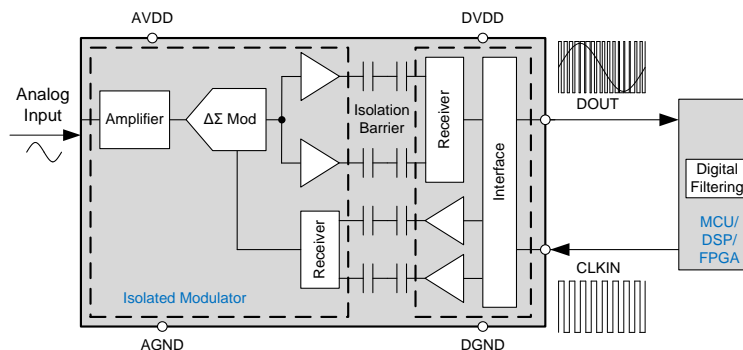 AVDD
DVDD
Analog
Input
Amplifier
ΔΣ Mod
Isolation
Barrier
Receiver
Interface
DOUT
Digital
Filtering
MCU/
DSP/
FPGA
Receiver
CLKIN
Isolated Modulator
AGND
DGND